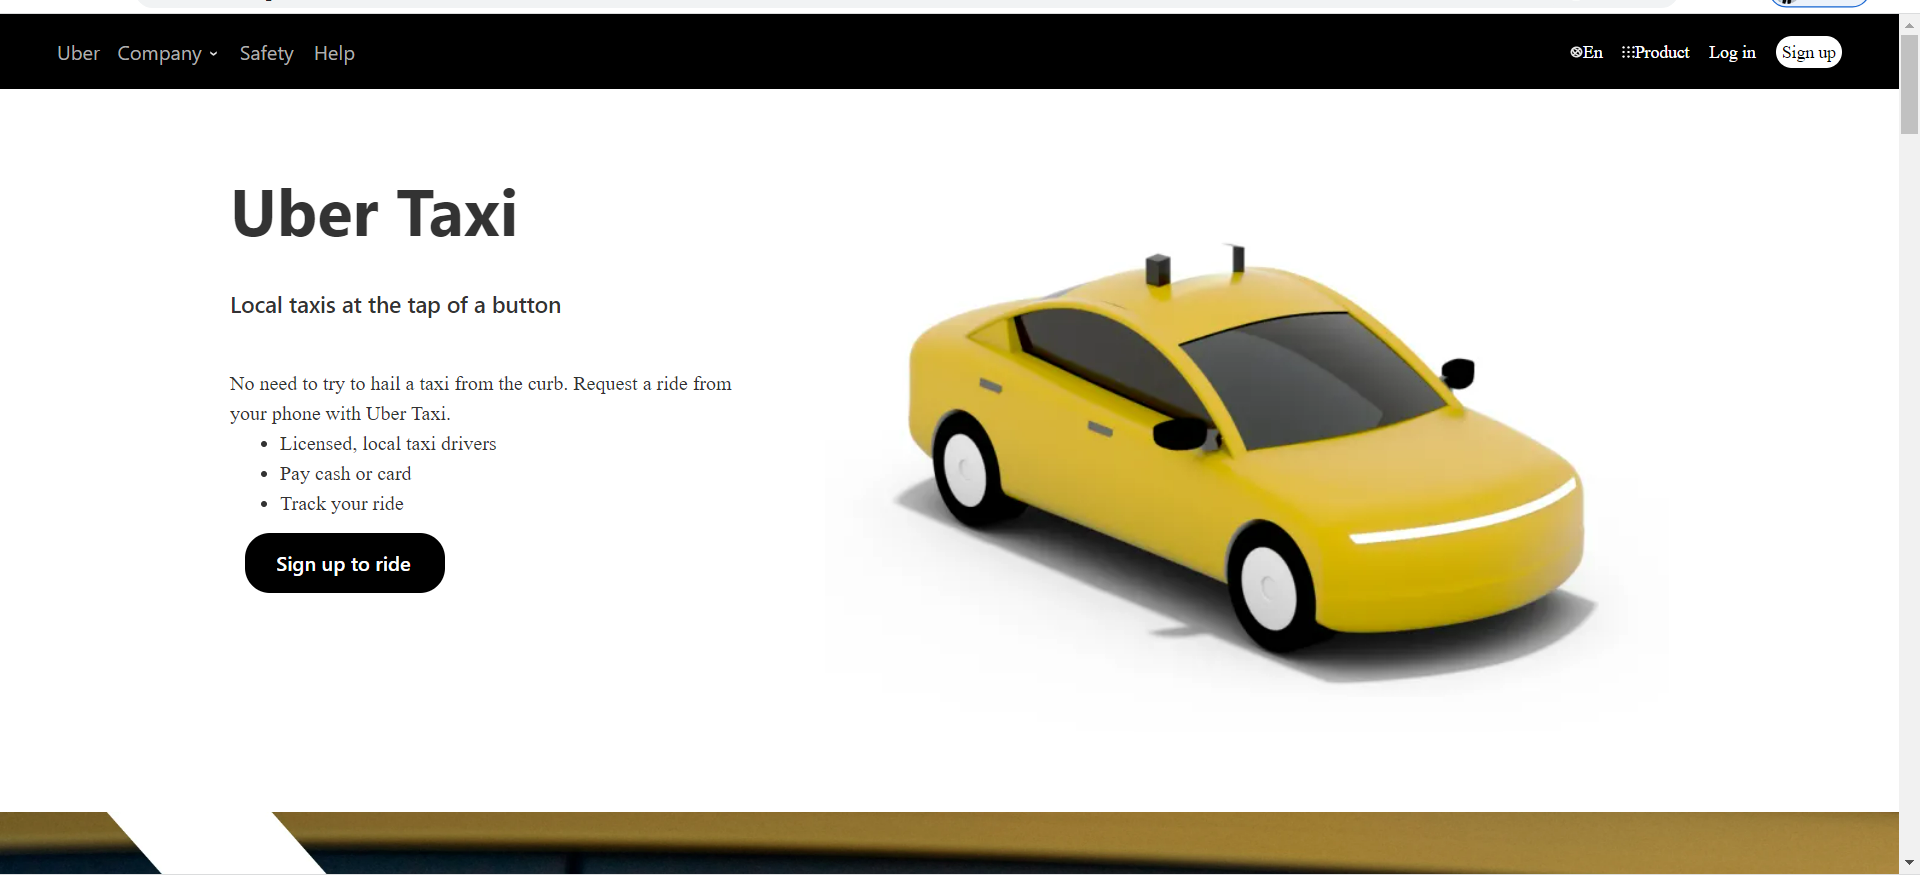 Uber Company Safety Help En Product Log in Sign up
Uber Taxi
Local taxis at the tap of a button
No need to try to hail a taxi from the curb. Request a ride from
your phone with Uber Taxi.
Licensed, local taxi drivers
Pay cash or card
Track your ride
Sign up to ride